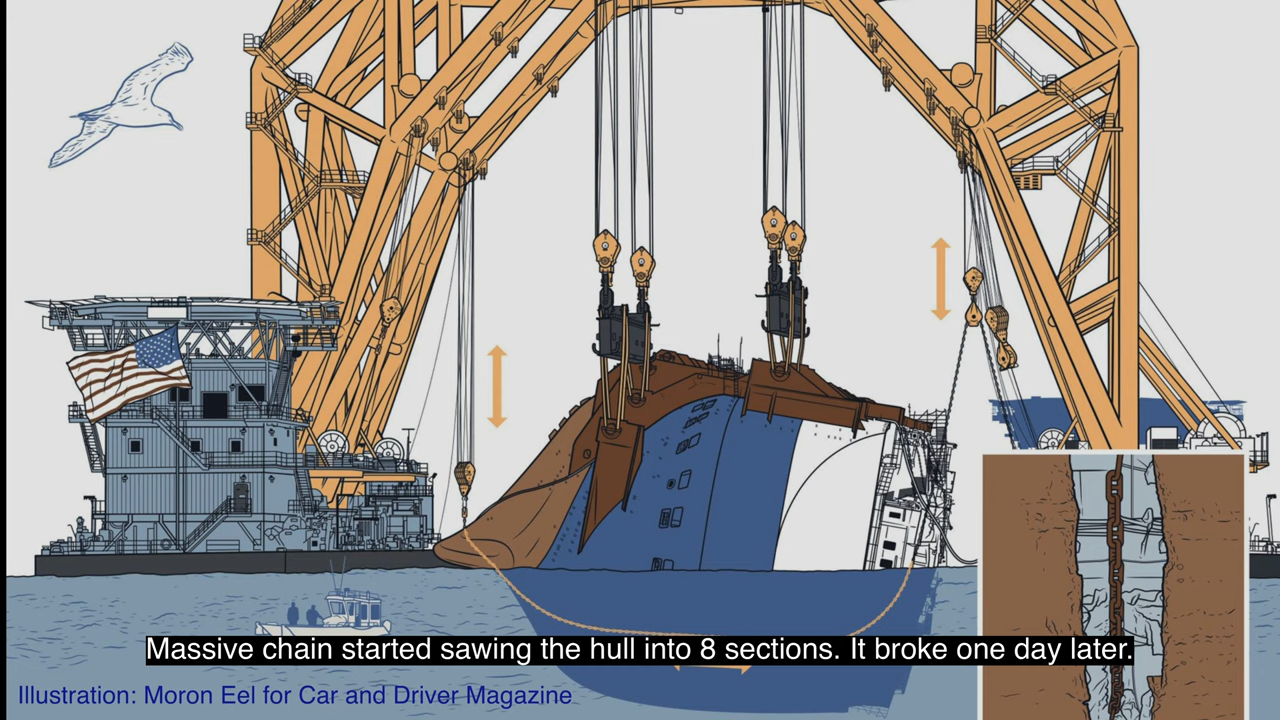 Massive chain started sawing the hull into 8 sections. It broke one day later.
Illustration: Moron Eel for Car and Driver Magazine